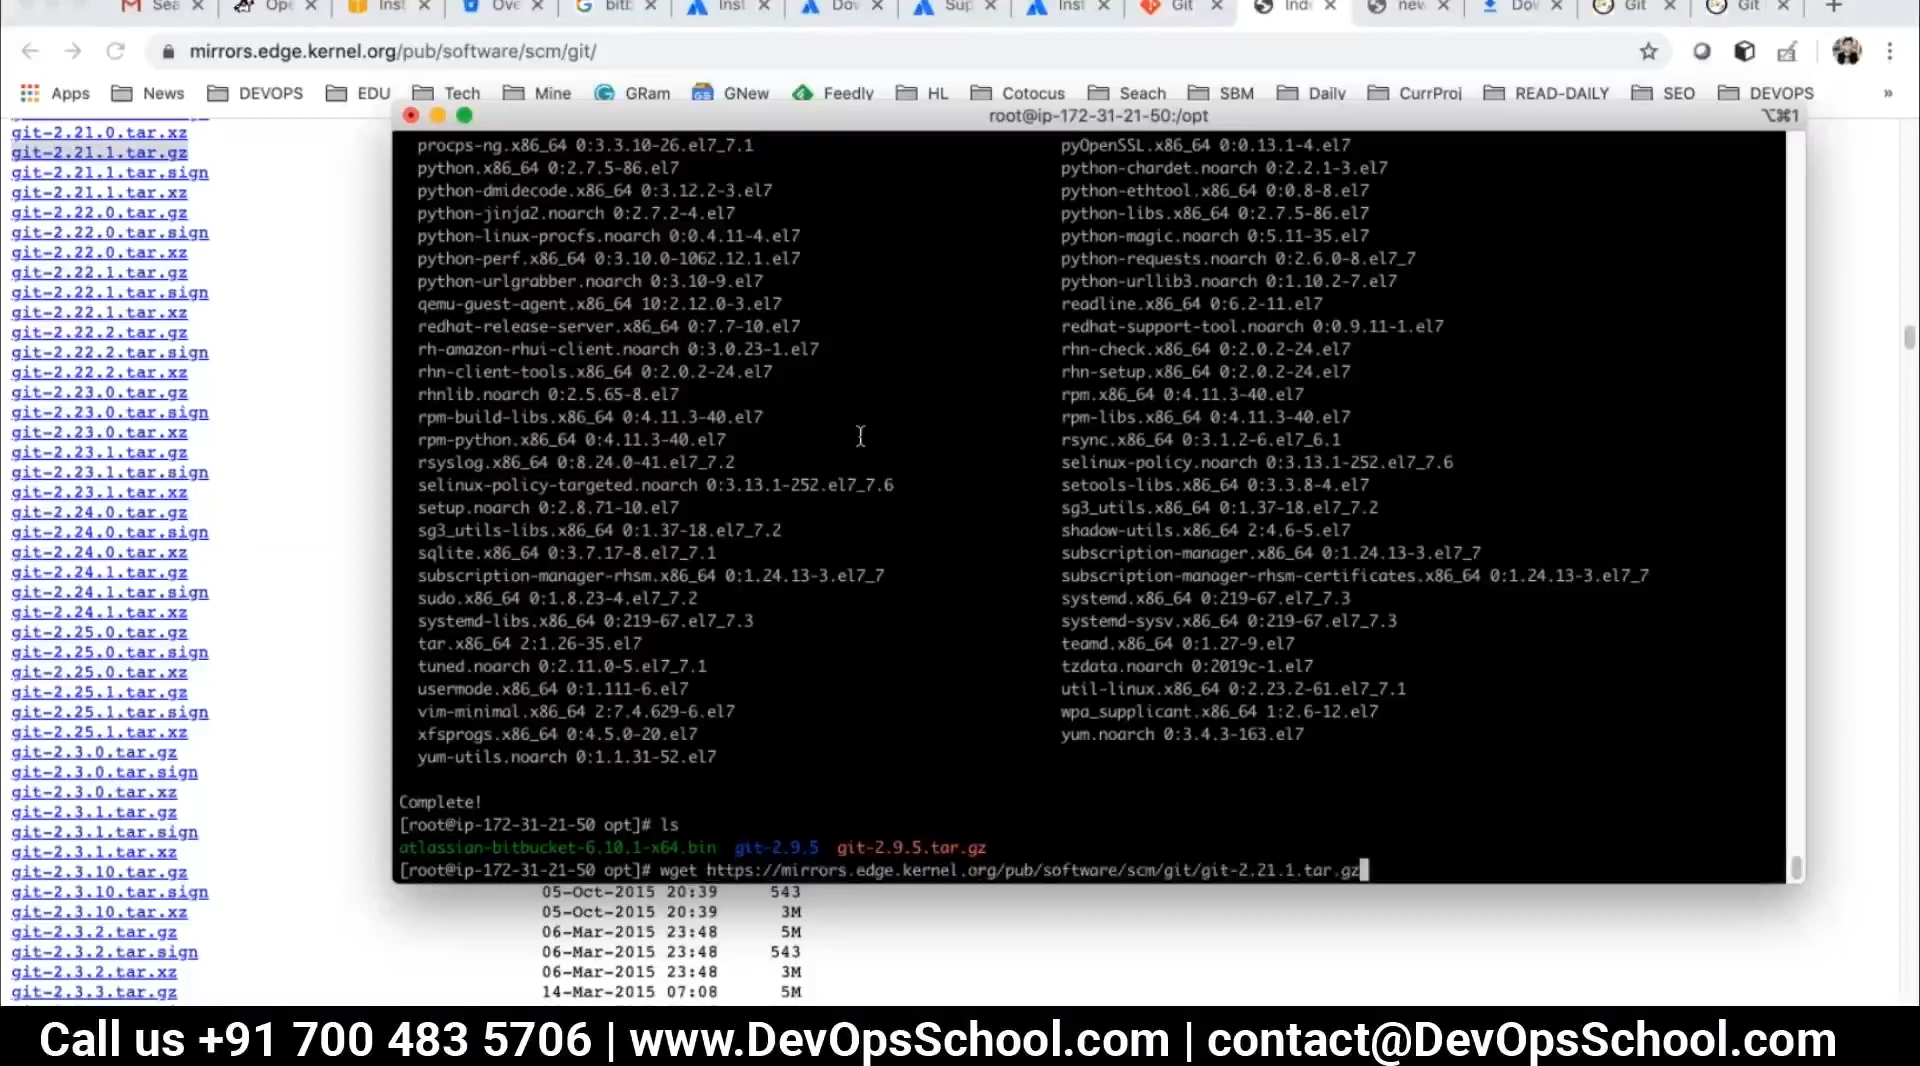 Sea
Ope
Inst
Ove
bitb
Inst
Dov
Sup
Inst
Git
Inde
new
Dov
Git
Git
mirrors.edge.kernel.org/pub/software/scm/git/
Apps News DEVOPS EDU Tech Mine GRam GNew Feedly HL Cotocus Seach SBM Daily CurrProj READ-DAILY SEO DEVOPS »
git-2.21.0.tar.xz
git-2.21.1.tar.gz
git-2.21.1.tar.sign
git-2.21.1.tar.xz
git-2.22.0.tar.gz
git-2.22.0.tar.sign
git-2.22.0.tar.xz
git-2.22.1.tar.gz
git-2.22.1.tar.sign
git-2.22.1.tar.xz
git-2.22.2.tar.gz
git-2.22.2.tar.sign
git-2.22.2.tar.xz
git-2.23.0.tar.gz
git-2.23.0.tar.sign
git-2.23.0.tar.xz
git-2.23.1.tar.gz
git-2.23.1.tar.sign
git-2.23.1.tar.xz
git-2.24.0.tar.gz
git-2.24.0.tar.sign
git-2.24.0.tar.xz
git-2.24.1.tar.gz
git-2.24.1.tar.sign
git-2.24.1.tar.xz
git-2.25.0.tar.gz
git-2.25.0.tar.sign
git-2.25.0.tar.xz
git-2.25.1.tar.gz
git-2.25.1.tar.sign
git-2.25.1.tar.xz
git-2.3.0.tar.gz
git-2.3.0.tar.sign
git-2.3.0.tar.xz
git-2.3.1.tar.gz
git-2.3.1.tar.sign
git-2.3.1.tar.xz
git-2.3.10.tar.gz
git-2.3.10.tar.sign 05-Oct-2015 20:39 543
git-2.3.10.tar.xz 05-Oct-2015 20:39 3M
git-2.3.2.tar.gz 06-Mar-2015 23:48 5M
git-2.3.2.tar.sign 06-Mar-2015 23:48 543
git-2.3.2.tar.xz 06-Mar-2015 23:48 3M
git-2.3.3.tar.gz 14-Mar-2015 07:08 5M
root@ip-172-31-21-50:/opt ⌥⌘1
procps-ng.x86_64 0:3.3.10-26.el7_7.1 pyOpenSSL.x86_64 0:0.13.1-4.el7
python.x86_64 0:2.7.5-86.el7 python-chardet.noarch 0:2.2.1-3.el7
python-dmidecode.x86_64 0:3.12.2-3.el7 python-ethtool.x86_64 0:0.8-8.el7
python-jinja2.noarch 0:2.7.2-4.el7 python-libs.x86_64 0:2.7.5-86.el7
python-linux-procfs.noarch 0:0.4.11-4.el7 python-magic.noarch 0:5.11-35.el7
python-perf.x86_64 0:3.10.0-1062.12.1.el7 python-requests.noarch 0:2.6.0-8.el7_7
python-urlgrabber.noarch 0:3.10-9.el7 python-urllib3.noarch 0:1.10.2-7.el7
qemu-guest-agent.x86_64 10:2.12.0-3.el7 readline.x86_64 0:6.2-11.el7
redhat-release-server.x86_64 0:7.7-10.el7 redhat-support-tool.noarch 0:0.9.11-1.el7
rh-amazon-rhui-client.noarch 0:3.0.23-1.el7 rhn-check.x86_64 0:2.0.2-24.el7
rhn-client-tools.x86_64 0:2.0.2-24.el7 rhn-setup.x86_64 0:2.0.2-24.el7
rhnlib.noarch 0:2.5.65-8.el7 rpm.x86_64 0:4.11.3-40.el7
rpm-build-libs.x86_64 0:4.11.3-40.el7 rpm-libs.x86_64 0:4.11.3-40.el7
rpm-python.x86_64 0:4.11.3-40.el7 rsync.x86_64 0:3.1.2-6.el7_6.1
rsyslog.x86_64 0:8.24.0-41.el7_7.2 selinux-policy.noarch 0:3.13.1-252.el7_7.6
selinux-policy-targeted.noarch 0:3.13.1-252.el7_7.6 setools-libs.x86_64 0:3.3.8-4.el7
setup.noarch 0:2.8.71-10.el7 sg3_utils.x86_64 0:1.37-18.el7_7.2
sg3_utils-libs.x86_64 0:1.37-18.el7_7.2 shadow-utils.x86_64 2:4.6-5.el7
sqlite.x86_64 0:3.7.17-8.el7_7.1 subscription-manager.x86_64 0:1.24.13-3.el7_7
subscription-manager-rhsm.x86_64 0:1.24.13-3.el7_7 subscription-manager-rhsm-certificates.x86_64 0:1.24.13-3.el7_7
sudo.x86_64 0:1.8.23-4.el7_7.2 systemd.x86_64 0:219-67.el7_7.3
systemd-libs.x86_64 0:219-67.el7_7.3 systemd-sysv.x86_64 0:219-67.el7_7.3
tar.x86_64 2:1.26-35.el7 teamd.x86_64 0:1.27-9.el7
tuned.noarch 0:2.11.0-5.el7_7.1 tzdata.noarch 0:2019c-1.el7
usermode.x86_64 0:1.111-6.el7 util-linux.x86_64 0:2.23.2-61.el7_7.1
vim-minimal.x86_64 2:7.4.629-6.el7 wpa_supplicant.x86_64 1:2.6-12.el7
xfsprogs.x86_64 0:4.5.0-20.el7 yum.noarch 0:3.4.3-163.el7
yum-utils.noarch 0:1.1.31-52.el7
Complete!
[root@ip-172-31-21-50 opt]# ls
atlassian-bitbucket-6.10.1-x64.bin git-2.9.5 git-2.9.5.tar.gz
[root@ip-172-31-21-50 opt]# wget https://mirrors.edge.kernel.org/pub/software/scm/git/git-2.21.1.tar.gz
Call us +91 700 483 5706 | www.DevOpsSchool.com | contact@DevOpsSchool.com